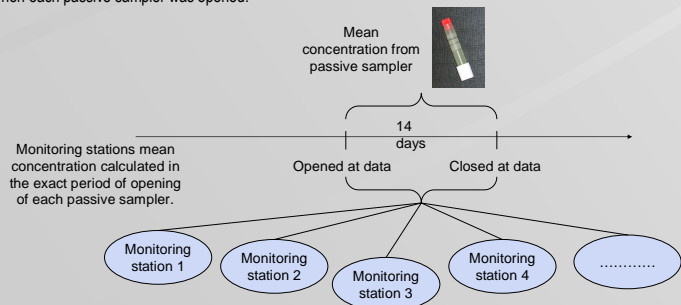 when each passive sampler was opened.
Mean
concentration from
passive sampler
14
days
Monitoring stations mean
concentration calculated in
the exact period of opening
of each passive sampler.
Opened at data
Closed at data
Monitoring
station 1
Monitoring
station 2
Monitoring
station 3
Monitoring
station 4
…………